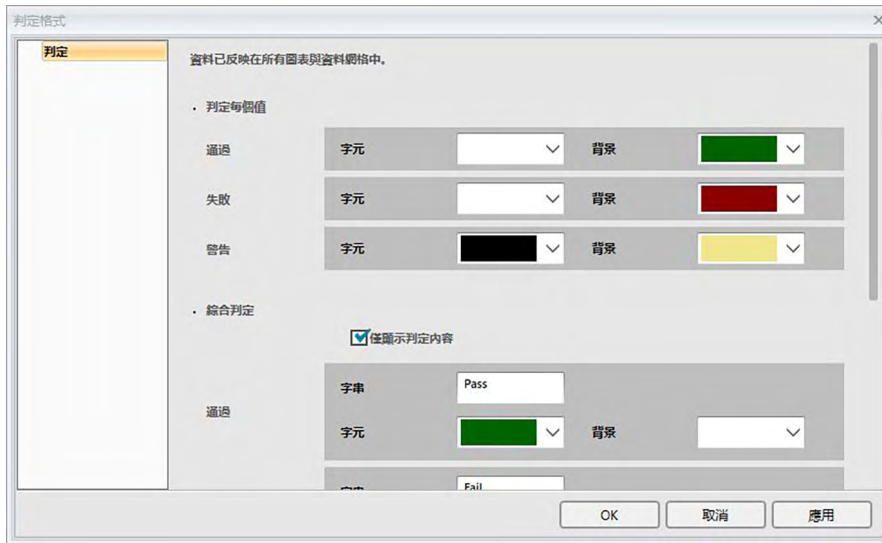 判定格式
判定
資料已反映在所有圖表與資料網格中。
· 判定每個值
通過 字元 背景
失敗 字元 背景
警告 字元 背景
· 綜合判定
僅顯示判定內容
字串 Pass
通過
字元 背景
字串 Fail
OK 取消 應用